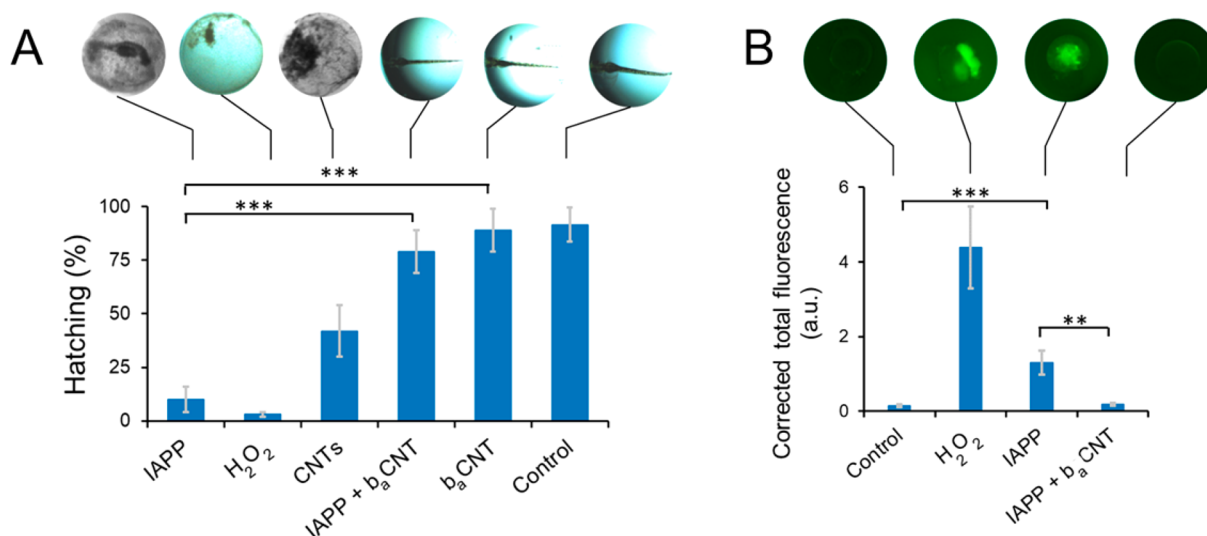 A
B
***
***
100
75
50
25
0
Hatching (%)
IAPP
H₂O₂
CNTs
IAPP + bₐCNT
bₐCNT
Control
***
**
6
4
2
0
Corrected total fluorescence
(a.u.)
Control
H₂O₂
IAPP
IAPP + bₐCNT